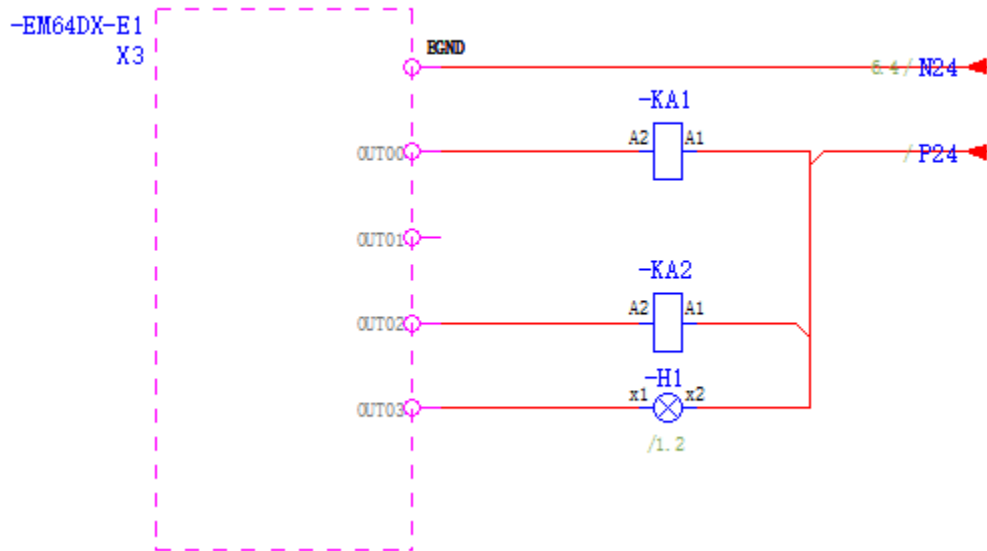 -EM64DX-E1
X3
EGND
6.4/ N24
-KA1
A2 A1
OUT00
/ P24
OUT01
-KA2
A2 A1
OUT02
-H1
x1 x2
OUT03
/1.2